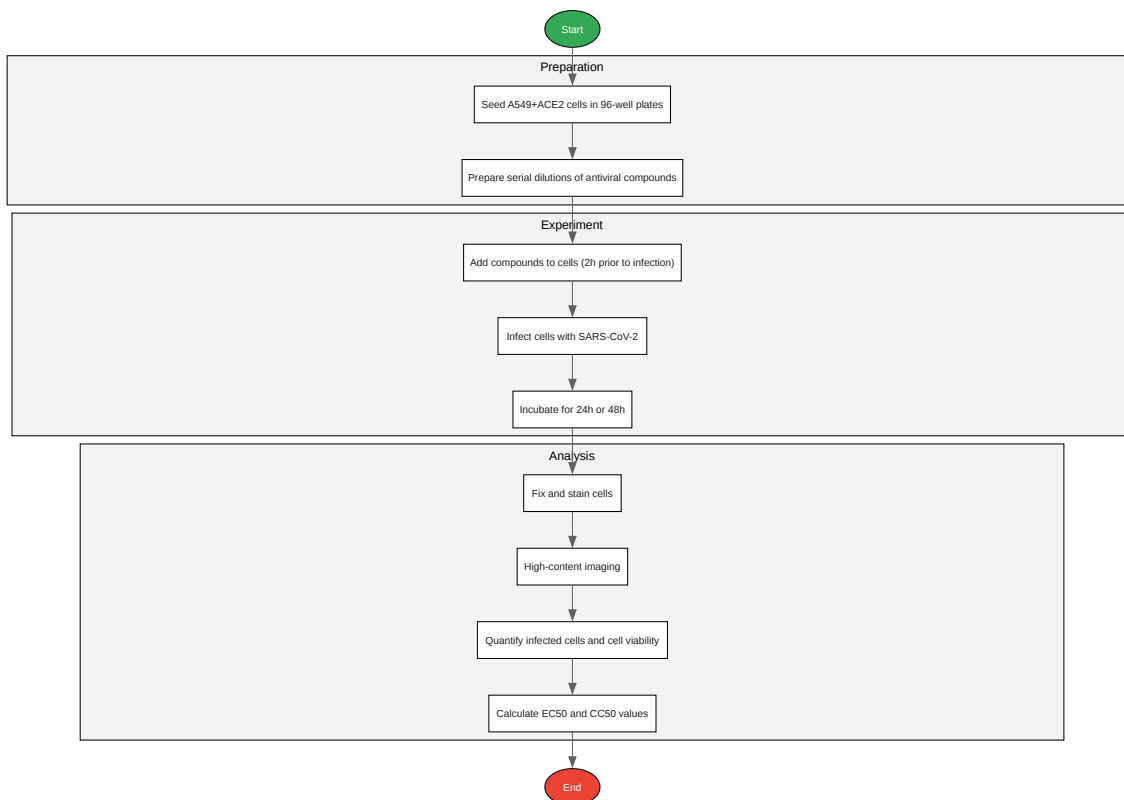 Start
Preparation
Seed A549+ACE2 cells in 96-well plates
Prepare serial dilutions of antiviral compounds
Experiment
Add compounds to cells (2h prior to infection)
Infect cells with SARS-CoV-2
Incubate for 24h or 48h
Analysis
Fix and stain cells
High-content imaging
Quantify infected cells and cell viability
Calculate EC50 and CC50 values
End